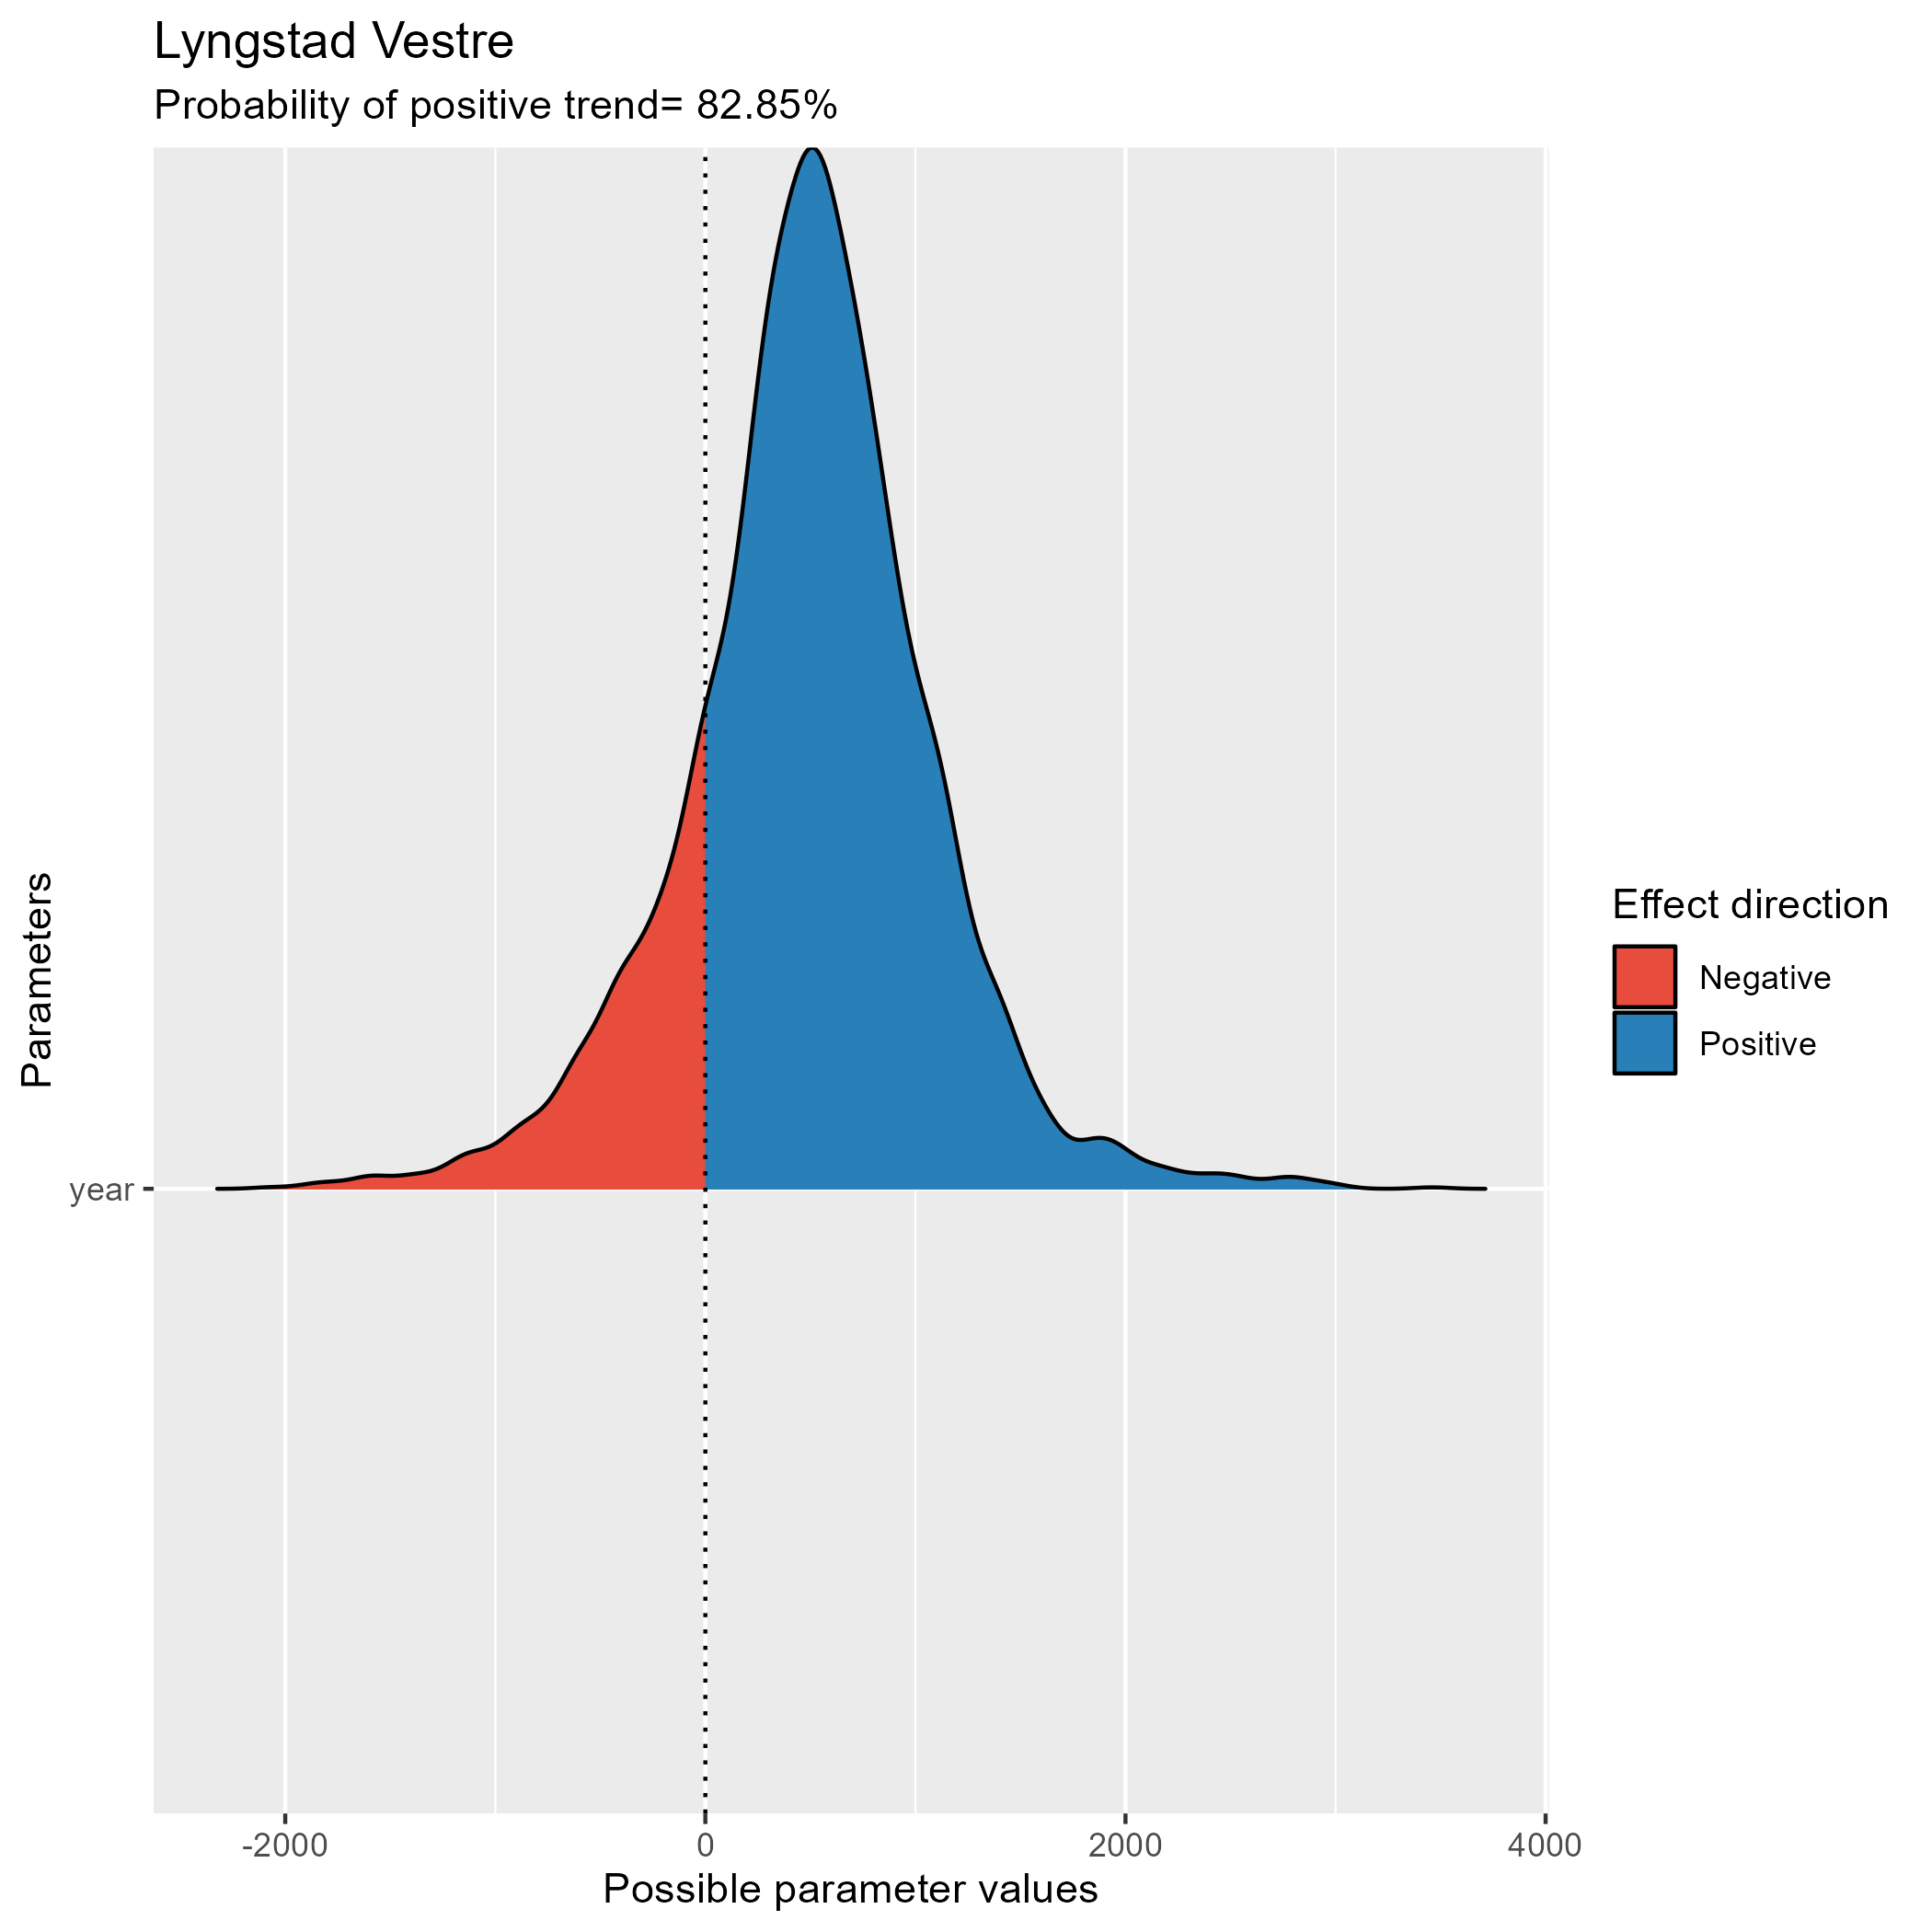 Lyngstad Vestre
Probability of positive trend= 82.85%
Parameters
year
-2000
0
2000
4000
Possible parameter values
Effect direction
Negative
Positive